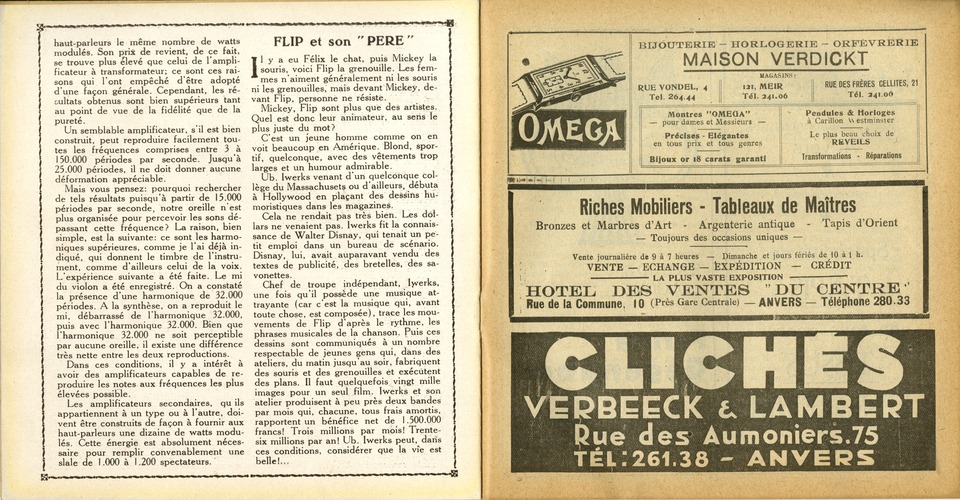 haut-parleurs le même nombre de watts
modulés. Son prix de revient, de ce fait,
se trouve plus élevé que celui de l'ampli-
ficateur à transformateur; ce sont ces rai-
sons qui l'ont empêché d'être adopté
d'une façon générale. Cependant, les ré-
sultats obtenus sont bien supérieurs tant
au point de vue de la fidélité que de la
pureté.
Un semblable amplificateur, s'il est bien
construit, peut reproduire facilement tou-
tes les fréquences comprises entre 3 à
150.000 périodes par seconde. Jusqu'à
25.000 périodes, il ne doit donner aucune
déformation appréciable.
Mais vous pensez: pourquoi rechercher
de tels résultats puisqu'à partir de 15.000
périodes par seconde, notre oreille n'est
plus organisée pour percevoir les sons dé-
passant cette fréquence? La raison, bien
simple, est la suivante: ce sont les harmo-
niques supérieures, comme je l'ai déjà in-
diqué, qui donnent le timbre de l'instru-
ment, comme d'ailleurs celui de la voix.
L'expérience suivante a été faite. Le mi
du violon a été enregistré. On a constaté
la présence d'une harmonique de 32.000
périodes. A la synthèse, on a reproduit le
mi, débarrassé de l'harmonique 32.000,
puis avec l'harmonique 32.000. Bien que
l'harmonique 32.000 ne soit perceptible
par aucune oreille, il existe une différence
très nette entre les deux reproductions.
Dans ces conditions, il y a intérêt à
avoir des amplificateurs capables de re-
produire les notes aux fréquences les plus
élevées possible.
Les amplificateurs secondaires, qu'ils
appartiennent à un type ou à l'autre, doi-
vent être construits de façon à fournir aux
haut-parleurs une dizaine de watts modu-
lés. Cette énergie est absolument néces-
saire pour remplir convenablement une
slale de 1.000 à 1.200 spectateurs.
FLIP et son "PERE"
Il y a eu Félix le chat, puis Mickey la
souris, voici Flip la grenouille. Les fem-
mes n'aiment généralement ni les souris
ni les grenouilles, mais devant Mickey, de-
vant Flip, personne ne résiste.
Mickey, Flip sont plus que des artistes.
Quel est donc leur animateur, au sens le
plus juste du mot?
C'est un jeune homme comme on en
voit beaucoup en Amérique. Blond, spor-
tif, quelconque, avec des vêtements trop
larges et un humour admirable.
Ub. Iwerks venant d'un quelconque col-
lège du Massachusets ou d'ailleurs, débuta
à Hollywood en plaçant des dessins hu-
moristiques dans les magazines.
Cela ne rendait pas très bien. Les dol-
lars ne venaient pas. Iwerks fit la connais-
sance de Walter Disnay, qui tenait un pe-
tit emploi dans un bureau de scénario.
Disnay, lui, avait auparavant vendu des
textes de publicité, des bretelles, des sa-
vonettes.
Chef de troupe indépendant, Iwerks,
une fois qu'il possède une musique at-
trayante (car c'est la musique qui, avant
toute chose, est composée), trace les mou-
vements de Flip d'après le rythme, les
phrases musicales de la chanson. Puis ces
dessins sont communiqués à un nombre
respectable de jeunes gens qui, dans des
ateliers, du matin jusqu'au soir, fabriquent
des souris et des grenouilles et exécutent
des plans. Il faut quelquefois vingt mille
images pour un seul film. Iwerks et son
atelier produisent à peu près deux bandes
par mois qui, chacune, tous frais amortis,
rapportent un bénéfice net de 1.500.000
francs! Trois millions par mois! Trente-
six millions par an! Ub. Iwerks peut, dans
ces conditions, considérer que la vie est
belle!...
BIJOUTERIE – HORLOGERIE – ORFÈVRERIE
MAISON VERDICKT
MAGASINS:
RUE VONDEL, 4
Tel. 264.44
121, MEIR
Tél. 241.06
RUE DES FRÈRES CELLITES, 21
Tél. 241.06
OMEGA
Montres "OMEGA"
— pour dames et Messieurs —
Précises - Elégantes
en tous prix et tous genres
Bijoux or 18 carats garanti
Pendules & Horloges
à Carillon Westminster
Le plus beau choix de
REVEILS
Transformations - Réparations
Riches Mobiliers - Tableaux de Maîtres
Bronzes et Marbres d'Art - Argenterie antique - Tapis d'Orient
— Toujours des occasions uniques —
Vente journalière de 9 à 7 heures — Dimanche et jours fériés de 10 à 1 h.
VENTE — ECHANGE — EXPÉDITION — CRÉDIT
— LA PLUS VASTE EXPOSITION —
HOTEL DES VENTES "DU CENTRE"
Rue de la Commune, 10 (Près Gare Centrale) — ANVERS — Téléphone 280.33
CLICHES
VERBEECK & LAMBERT
Rue des Aumoniers.75
TÉL:261.38 - ANVERS